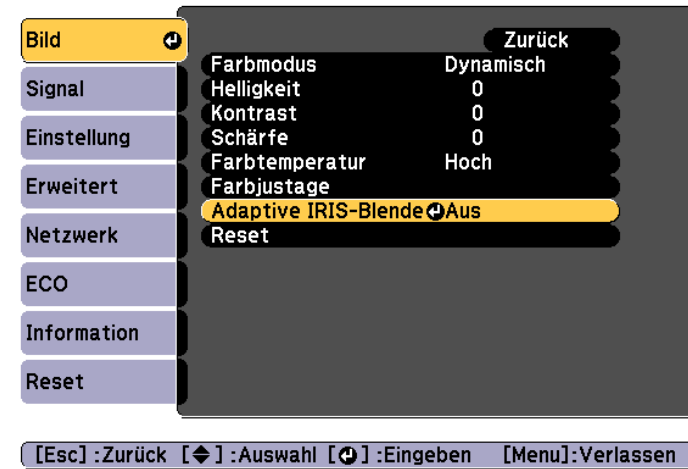 Bild
Signal
Einstellung
Erweitert
Netzwerk
ECO
Information
Reset
Zurück
Farbmodus Dynamisch
Helligkeit 0
Kontrast 0
Schärfe 0
Farbtemperatur Hoch
Farbjustage
Adaptive IRIS-Blende Aus
Reset
[Esc] :Zurück [◆] :Auswahl [⏎] :Eingeben [Menu]:Verlassen